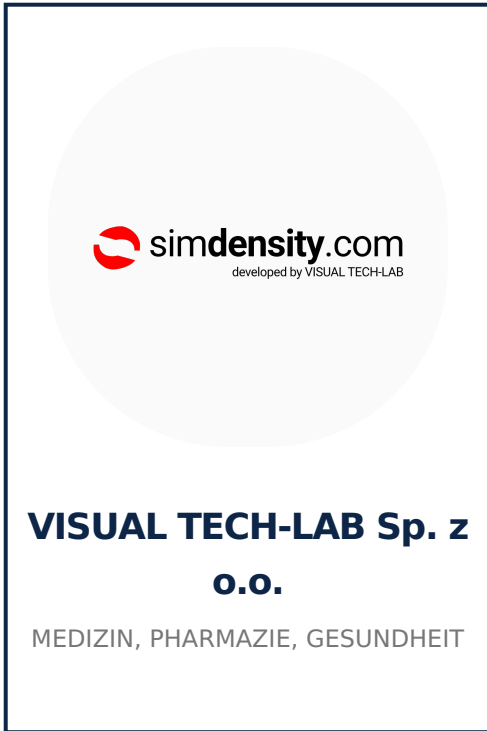 simdensity.com
developed by VISUAL TECH-LAB
VISUAL TECH-LAB Sp. z
o.o.
MEDIZIN, PHARMAZIE, GESUNDHEIT